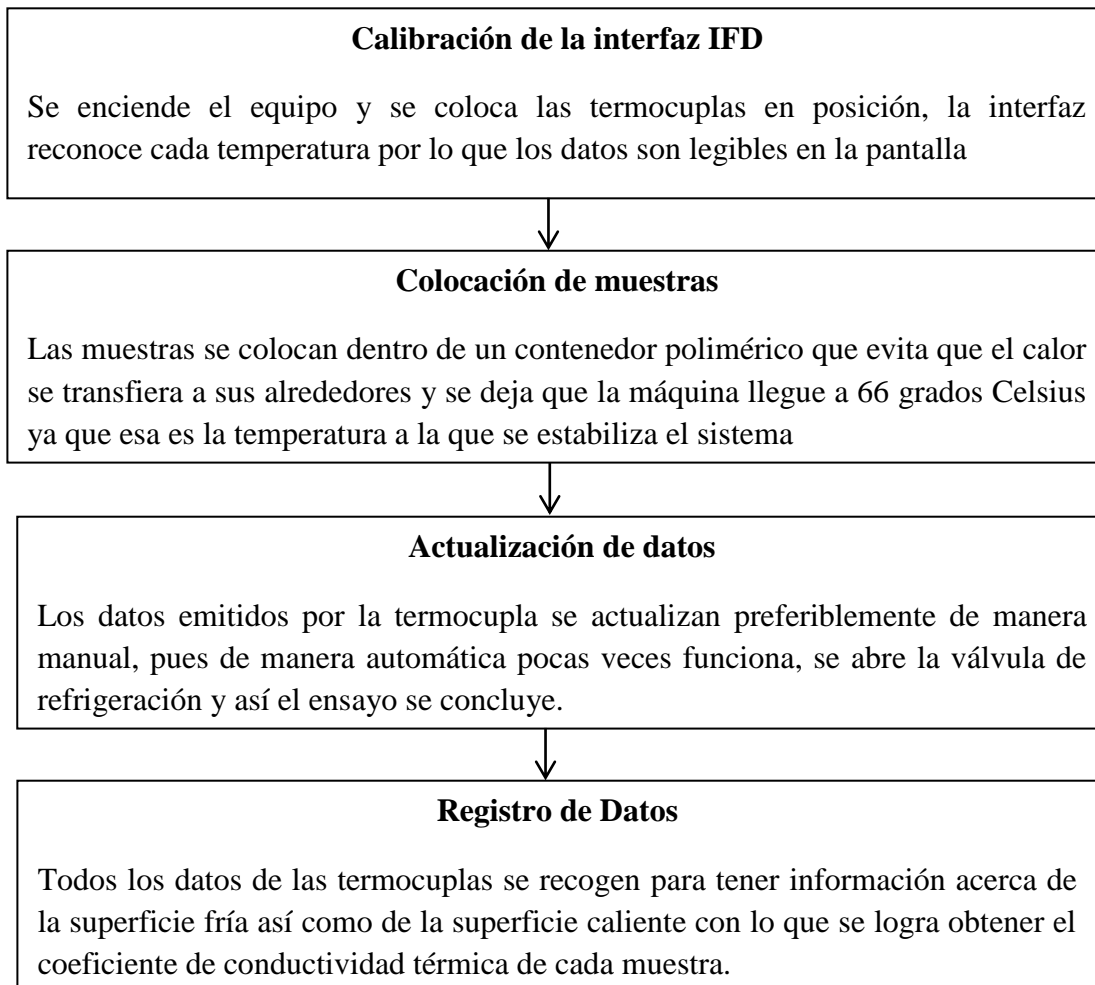 Calibración de la interfaz IFD
Se enciende el equipo y se coloca las termocuplas en posición, la interfaz
reconoce cada temperatura por lo que los datos son legibles en la pantalla
Colocación de muestras
Las muestras se colocan dentro de un contenedor polimérico que evita que el calor
se transfiera a sus alrededores y se deja que la máquina llegue a 66 grados Celsius
ya que esa es la temperatura a la que se estabiliza el sistema
Actualización de datos
Los datos emitidos por la termocupla se actualizan preferiblemente de manera
manual, pues de manera automática pocas veces funciona, se abre la válvula de
refrigeración y así el ensayo se concluye.
Registro de Datos
Todos los datos de las termocuplas se recogen para tener información acerca de
la superficie fría así como de la superficie caliente con lo que se logra obtener el
coeficiente de conductividad térmica de cada muestra.